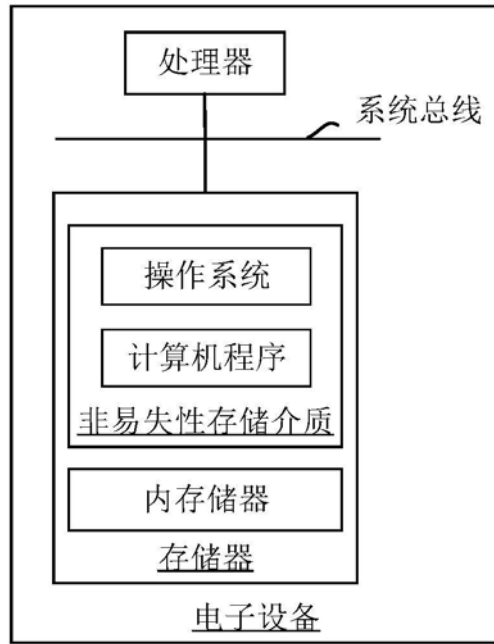 处理器
系统总线
操作系统
计算机程序
非易失性存储介质
内存储器
存储器
电子设备